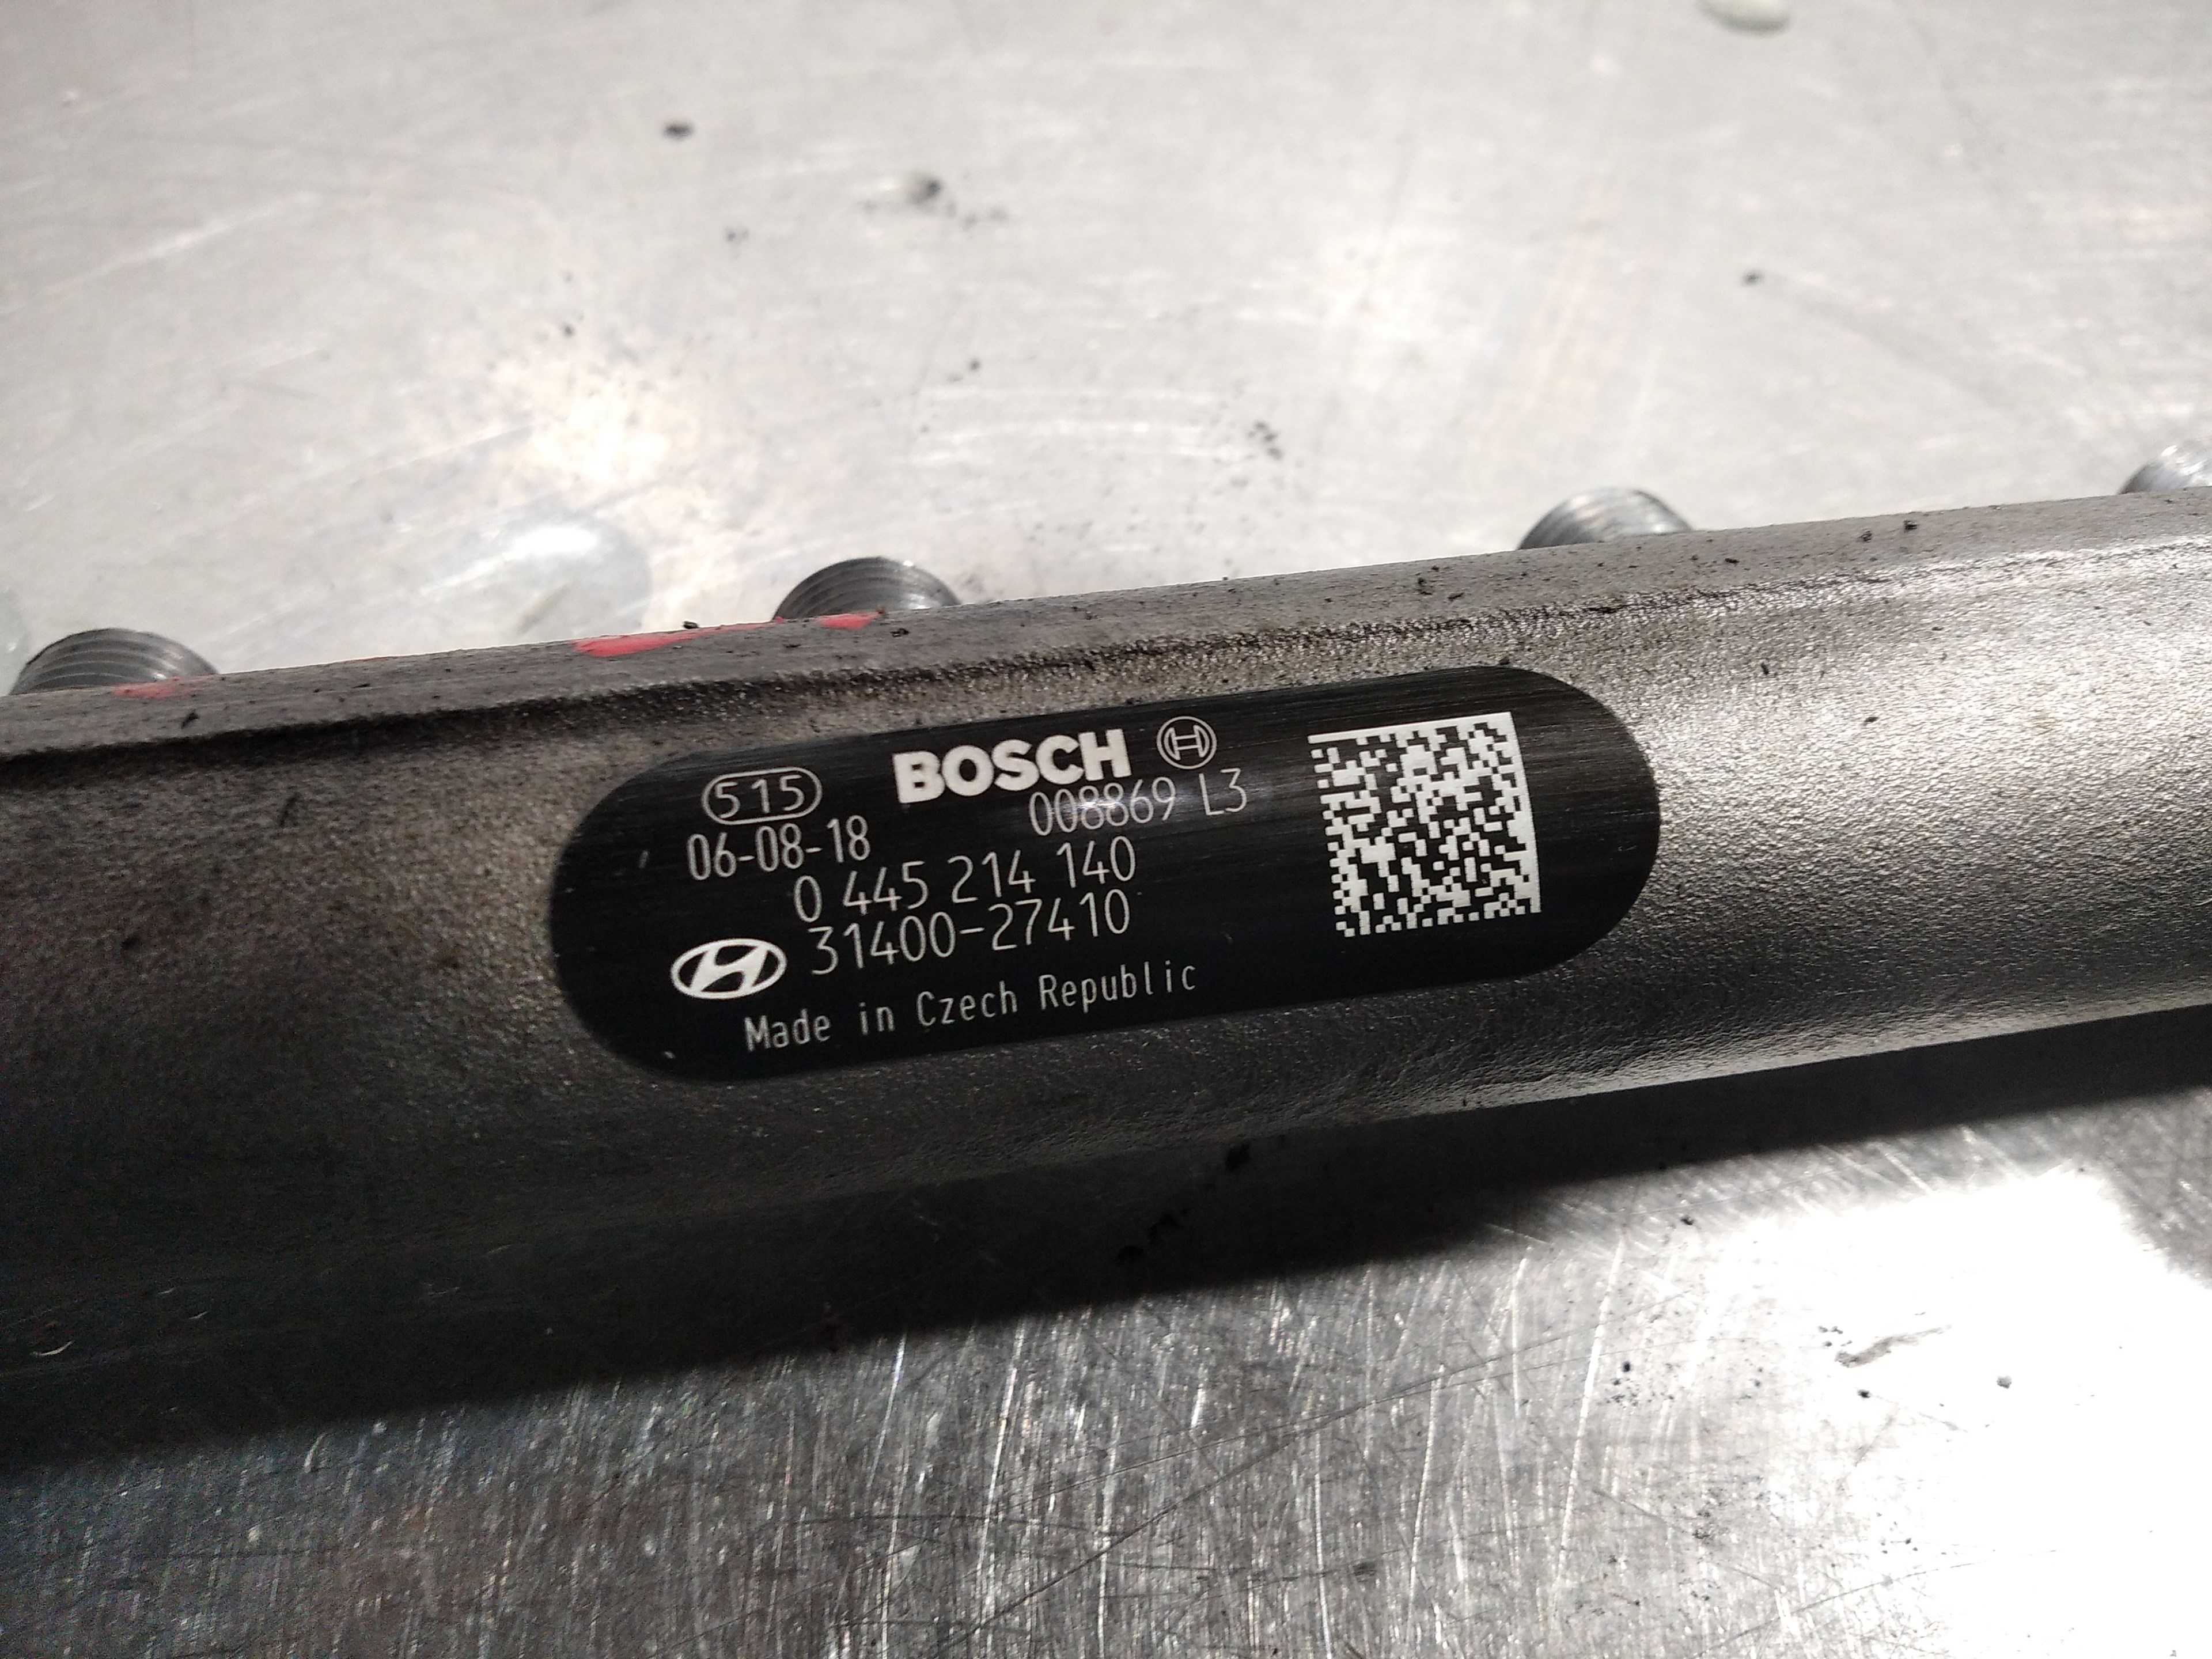 515 BOSCH
06-08-18 008869 L3
0 445 214 140
31400-27410
Made in Czech Republic